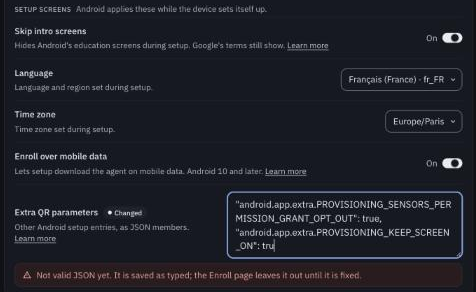 SETUP SCREENS Android applies these while the device sets itself up.
Skip intro screens
Hides Android's education screens during setup. Google's terms still show. Learn more
On
Language
Language and region set during setup.
Français (France) · fr_FR
Time zone
Time zone set during setup.
Europe/Paris
Enroll over mobile data
Lets setup download the agent on mobile data. Android 10 and later. Learn more
On
Extra QR parameters Changed
Other Android setup entries, as JSON members.
Learn more
"android.app.extra.PROVISIONING_SENSORS_PER
MISSION_GRANT_OPT_OUT": true,
"android.app.extra.PROVISIONING_KEEP_SCREEN
_ON": tru
Not valid JSON yet. It is saved as typed; the Enroll page leaves it out until it is fixed.